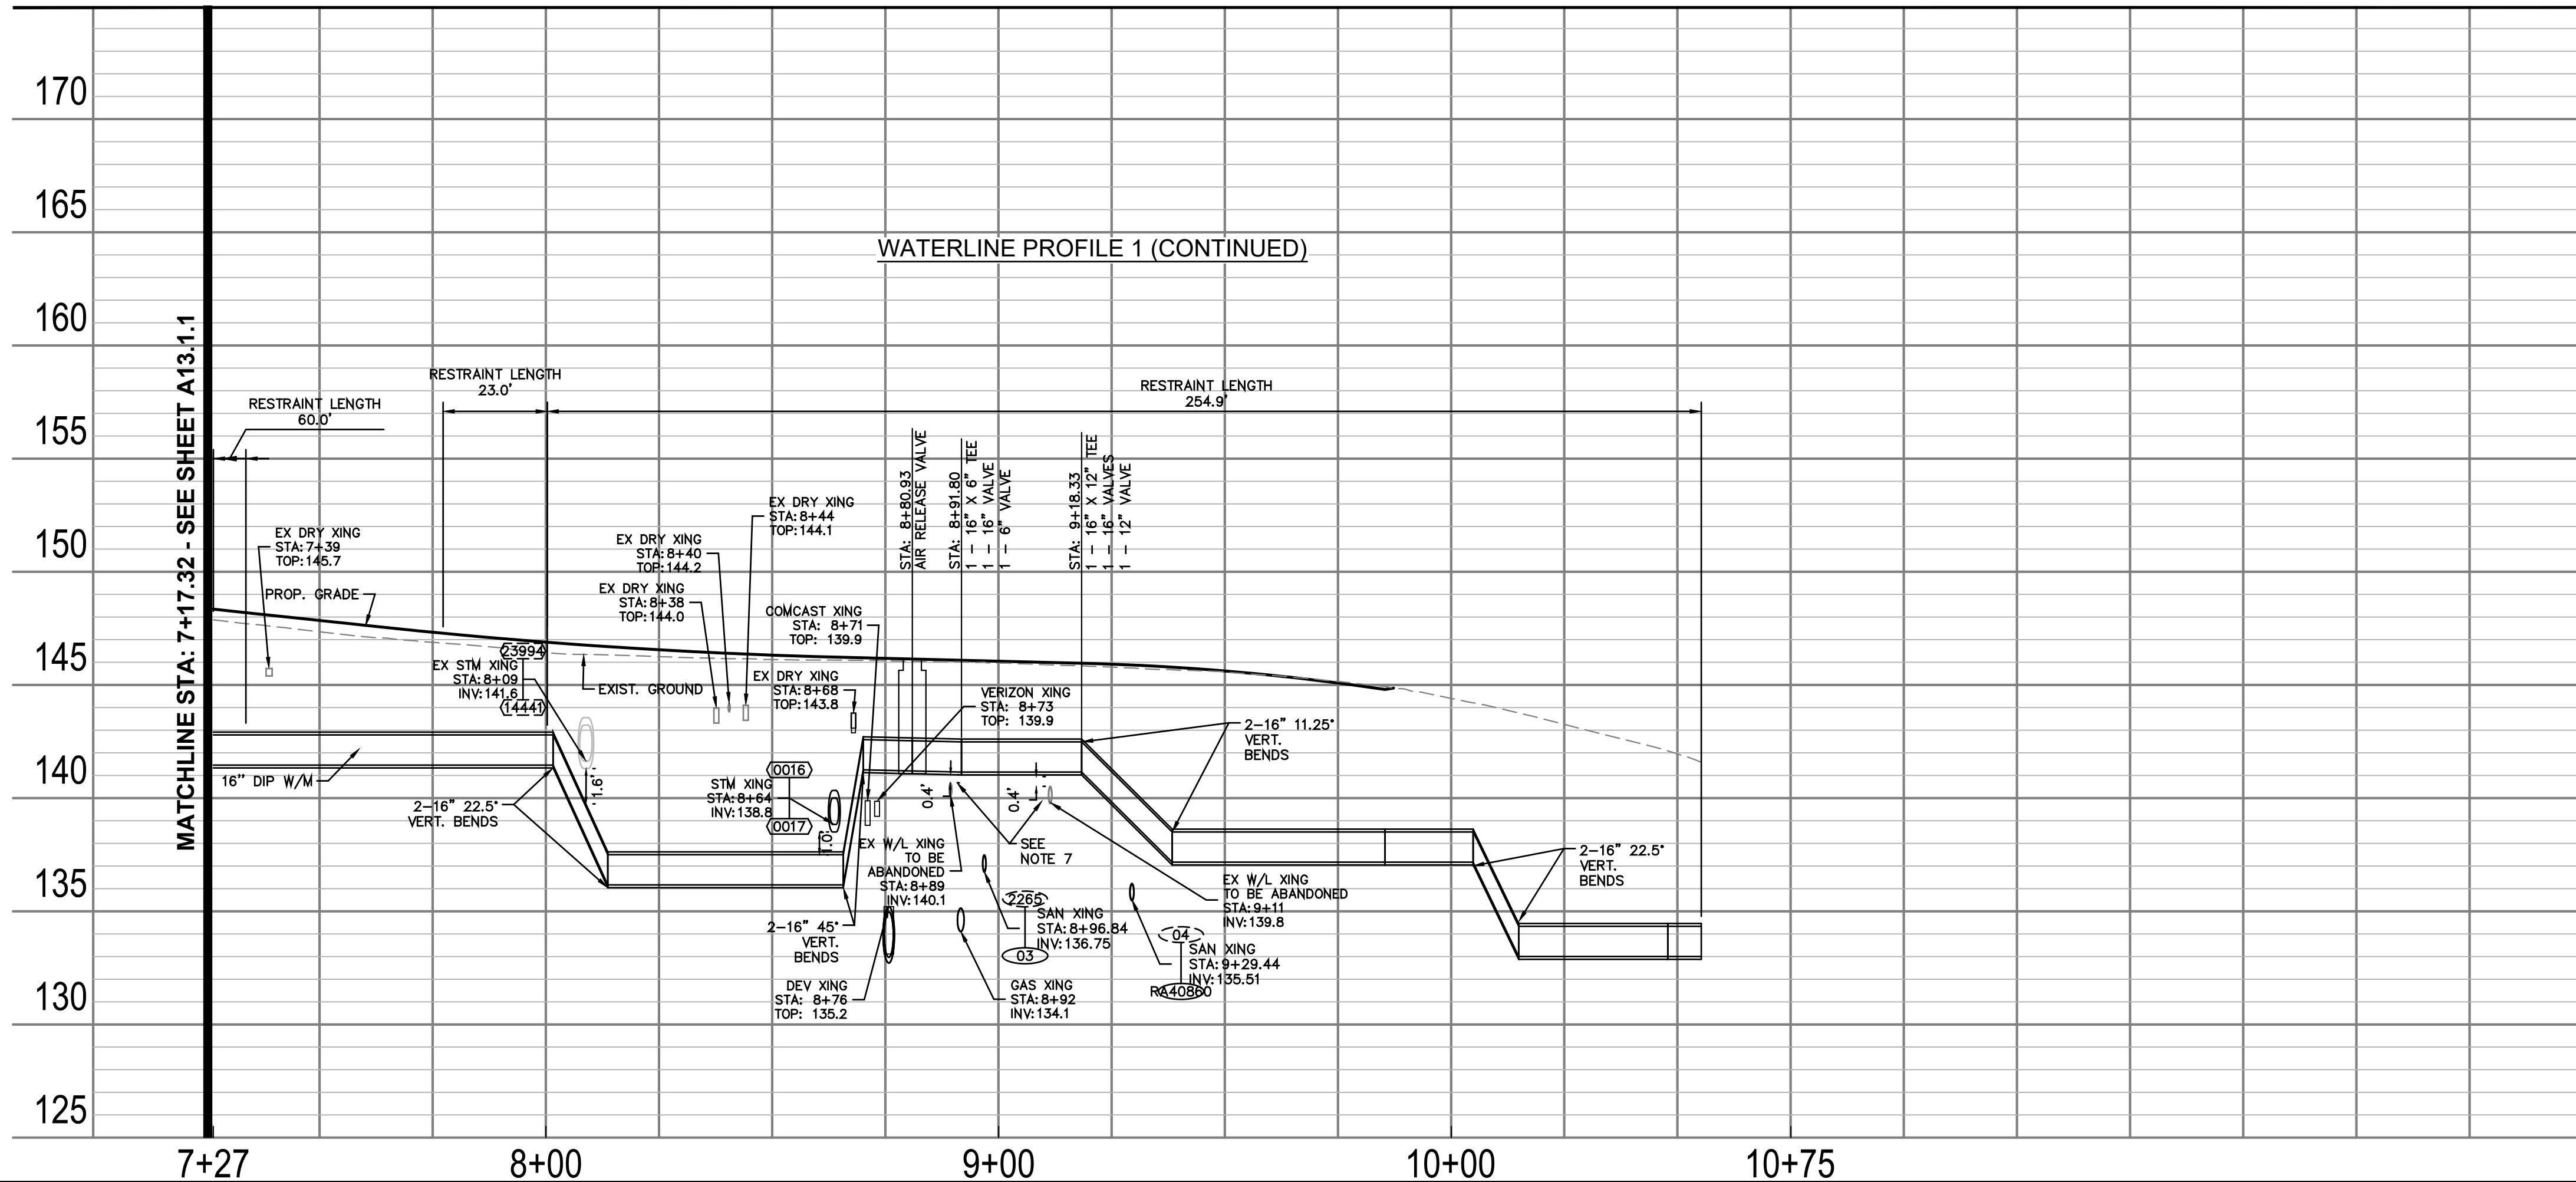 170
165
160
155
150
145
140
135
130
125
7+27
8+00
9+00
10+00
10+75
MATCHLINE STA: 7+17.32 - SEE SHEET A13.1.1
WATERLINE PROFILE 1 (CONTINUED)
RESTRAINT LENGTH
60.0'
RESTRAINT LENGTH
23.0'
RESTRAINT LENGTH
254.9'
EX DRY XING
STA:7+39
TOP:145.7
PROP. GRADE
23994
EX STM XING
STA:8+09
INV:141.6
14441
EXIST. GROUND
16" DIP W/M
1.6'
2-16" 22.5°
VERT. BENDS
EX DRY XING
STA:8+38
TOP:144.0
EX DRY XING
STA:8+40
TOP:144.2
EX DRY XING
STA:8+44
TOP:144.1
COMCAST XING
STA: 8+71
TOP: 139.9
EX DRY XING
STA:8+68
TOP:143.8
0016
STM XING
STA:8+64
INV:138.8
0017
1.0'
STA: 8+80.93
AIR RELEASE VALVE
STA: 8+91.80
1 - 16" X 6" TEE
1 - 16" VALVE
1 - 6" VALVE
STA: 9+18.33
1 - 16" X 12" TEE
1 - 16" VALVES
1 - 12" VALVE
VERIZON XING
STA: 8+73
TOP: 139.9
0.4'
0.4'
SEE
NOTE 7
EX W/L XING
TO BE
ABANDONED
STA:8+89
INV:140.1
2-16" 45°
VERT.
BENDS
DEV XING
STA: 8+76
TOP: 135.2
GAS XING
STA:8+92
INV:134.1
2265
SAN XING
STA:8+96.84
INV:136.75
03
04
SAN XING
STA:9+29.44
INV:135.51
RA40860
EX W/L XING
TO BE ABANDONED
STA:9+11
INV:139.8
2-16" 11.25°
VERT.
BENDS
2-16" 22.5°
VERT.
BENDS